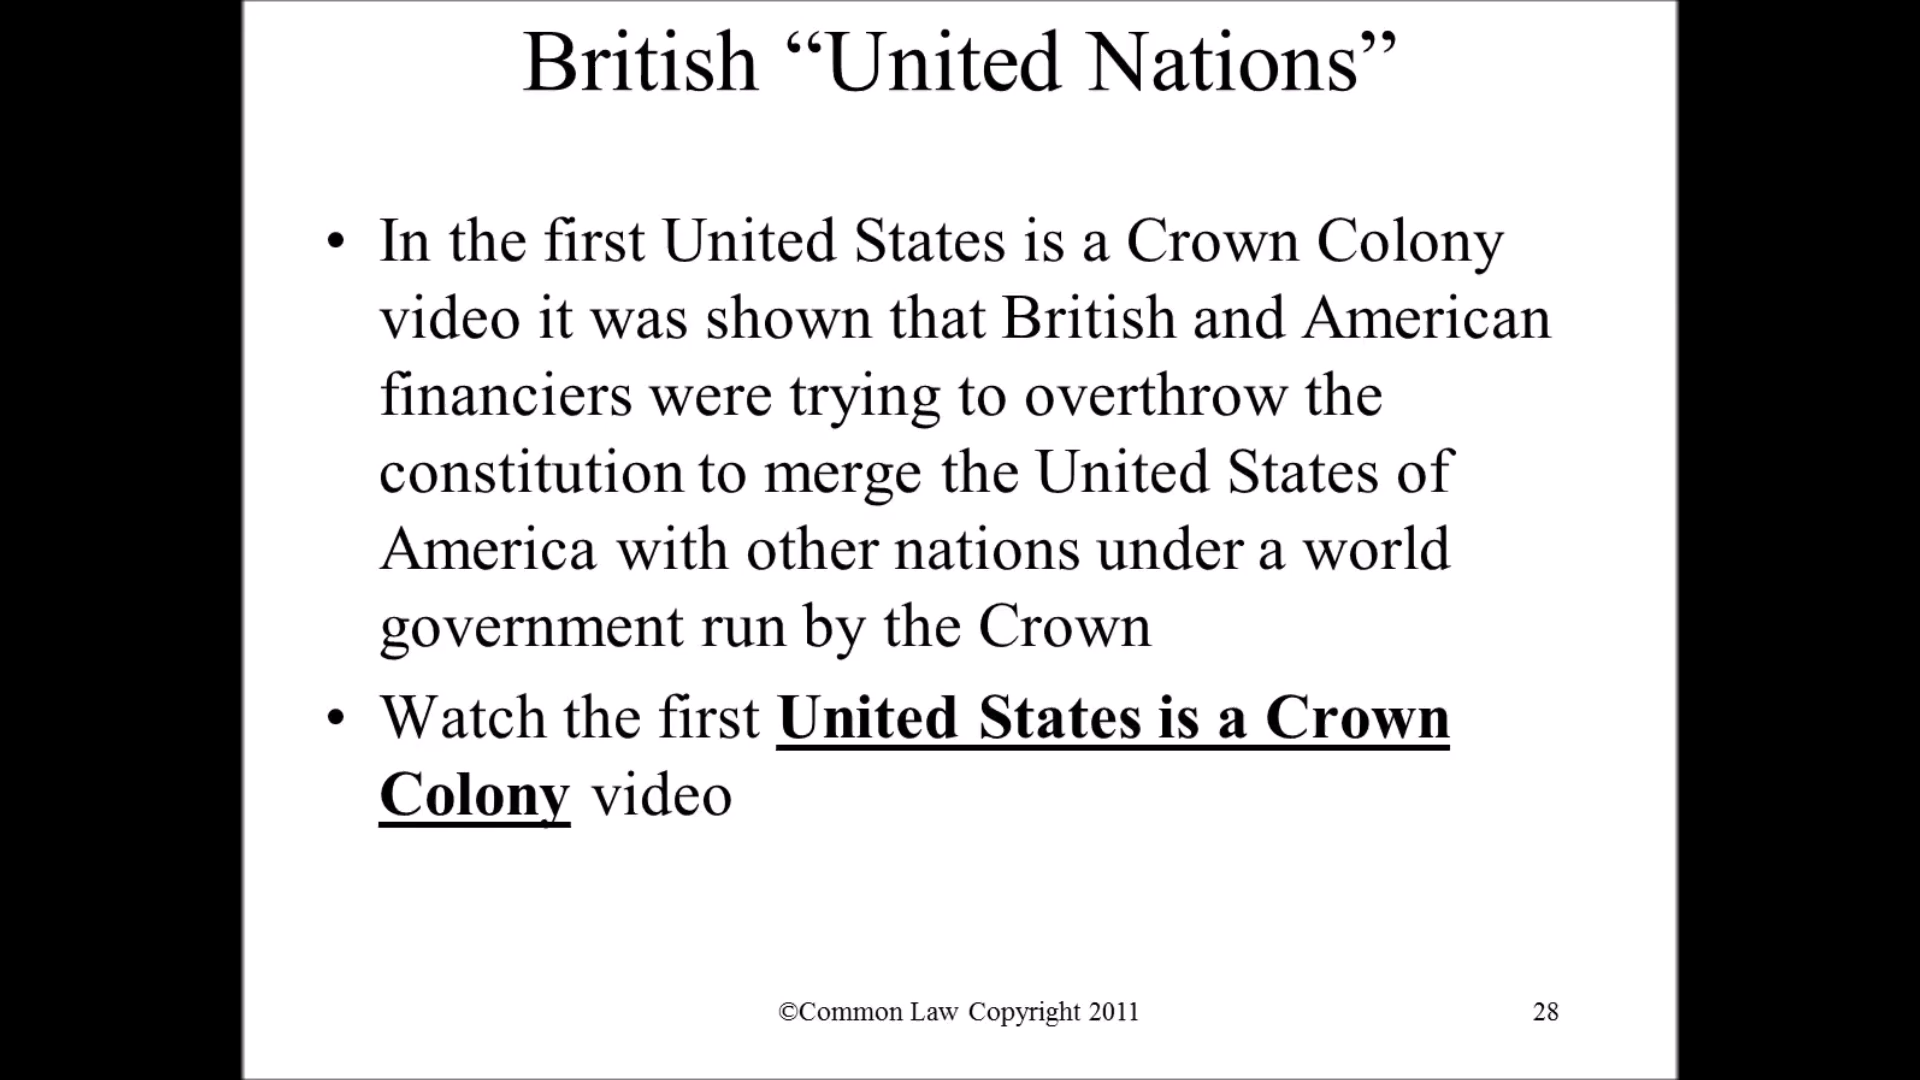 British “United Nations”
• In the first United States is a Crown Colony
video it was shown that British and American
financiers were trying to overthrow the
constitution to merge the United States of
America with other nations under a world
government run by the Crown
• Watch the first United States is a Crown
Colony video
©Common Law Copyright 2011
28